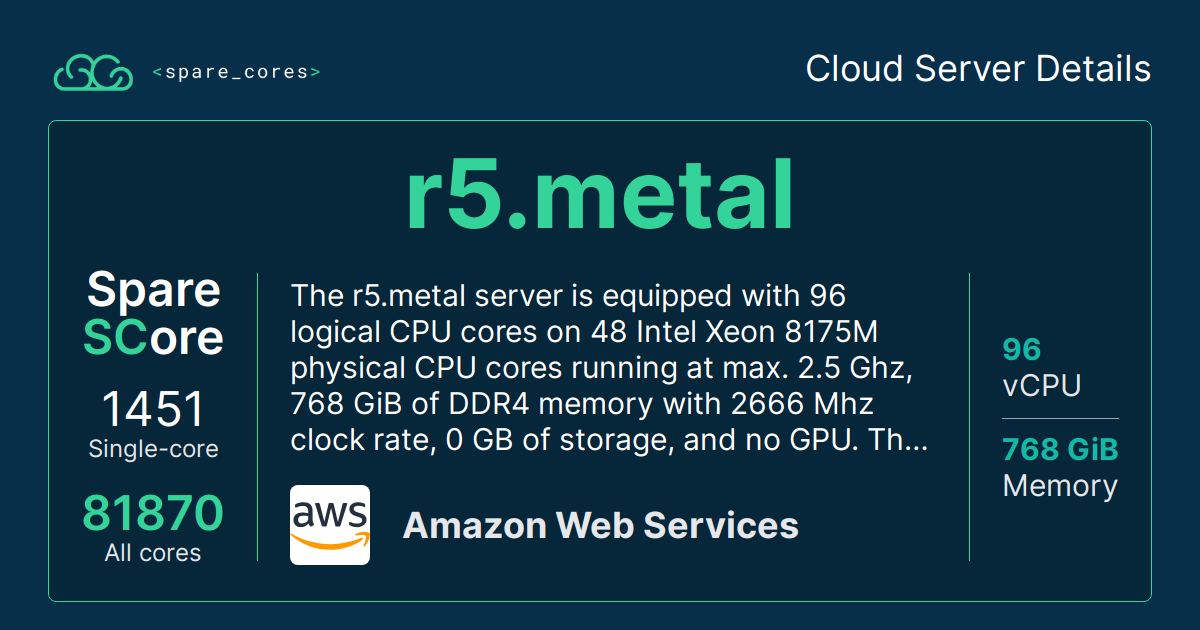 <spare_cores>
Cloud Server Details
r5.metal
Spare
SCore
1451
Single-core
81870
All cores
The r5.metal server is equipped with 96
logical CPU cores on 48 Intel Xeon 8175M
physical CPU cores running at max. 2.5 Ghz,
768 GiB of DDR4 memory with 2666 Mhz
clock rate, 0 GB of storage, and no GPU. Th...
aws
Amazon Web Services
96
vCPU
768 GiB
Memory